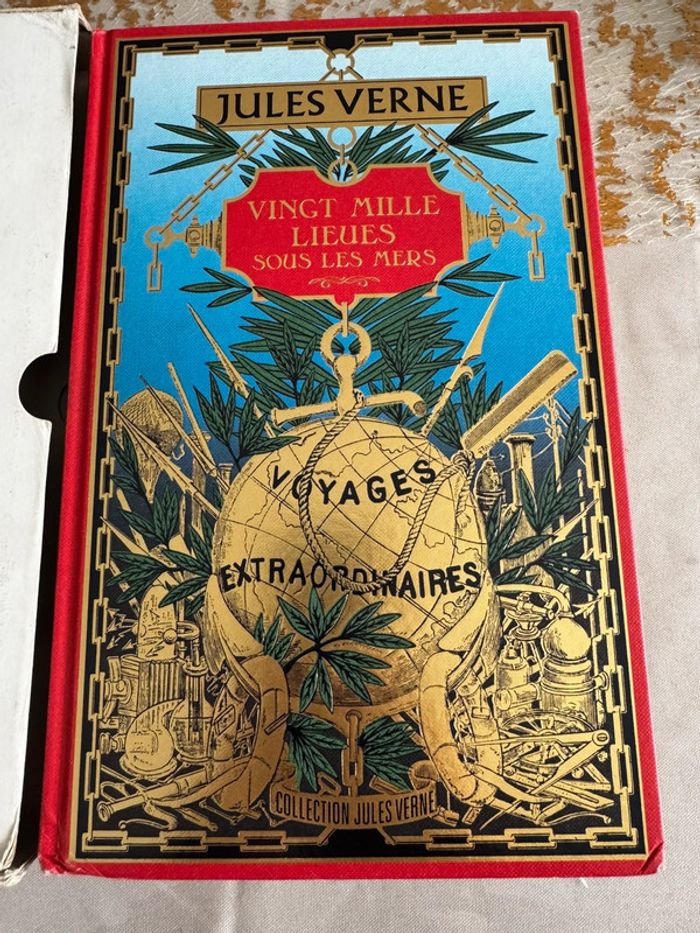 JULES VERNE
VINGT MILLE
LIEUES
SOUS LES MERS
VOYAGES
EXTRAORDINAIRES
COLLECTION JULES VERNE